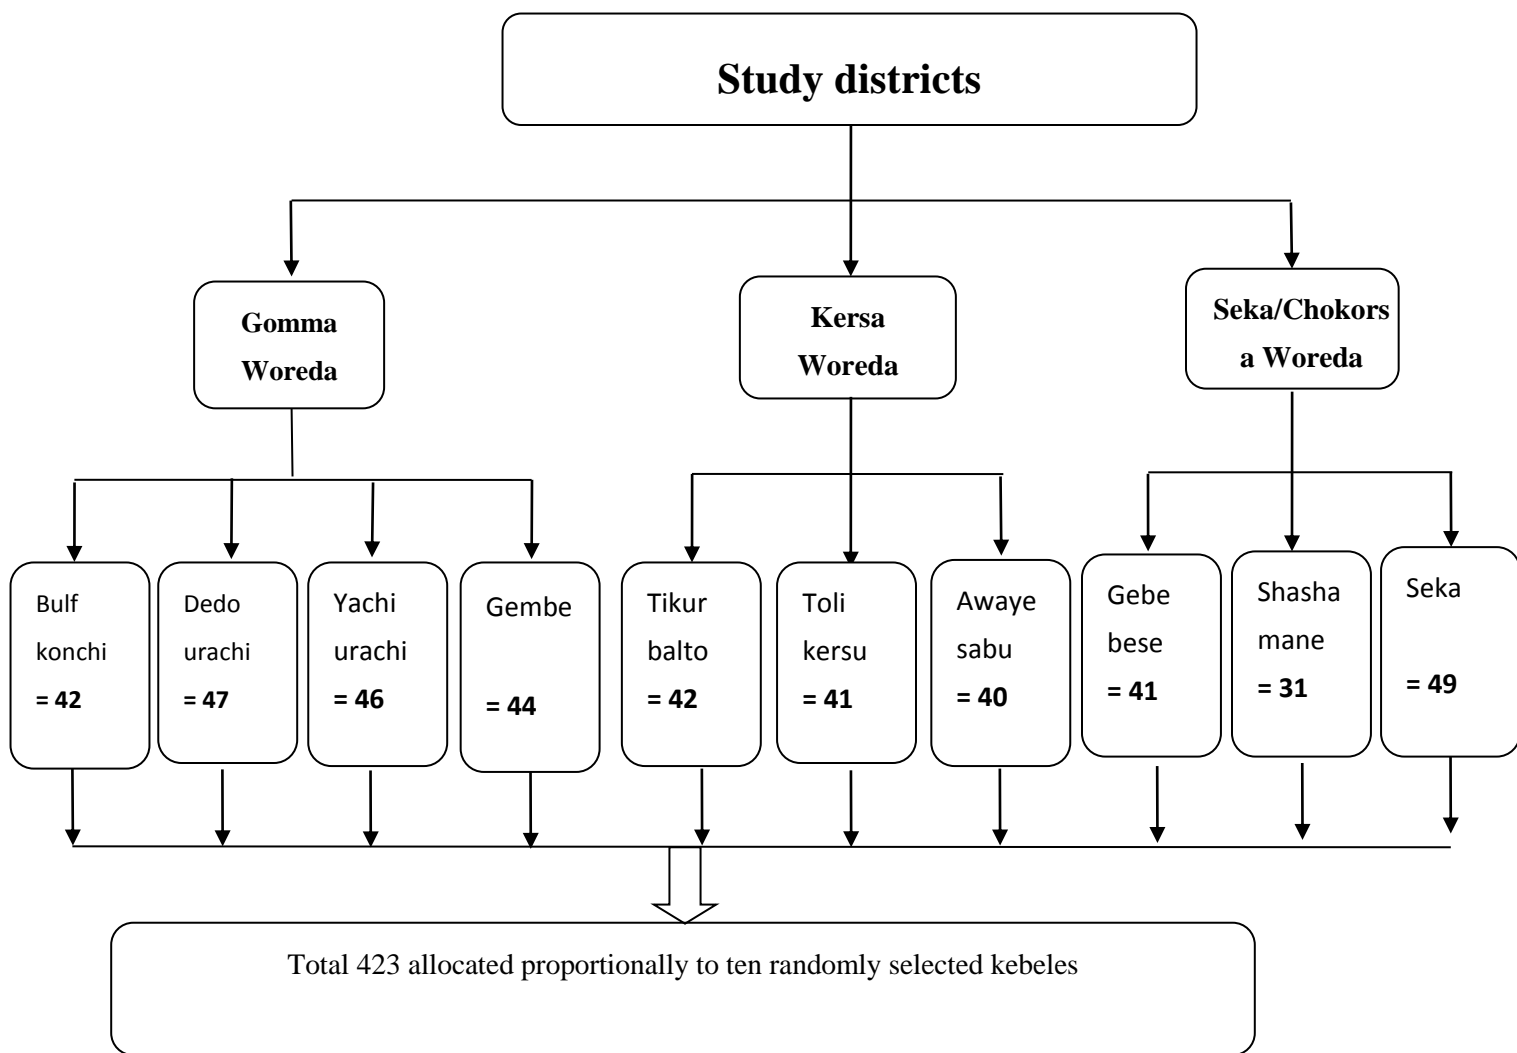 Study districts
Gomma
Woreda
Kersa
Woreda
Seka/Chokors
a Woreda
Bulf
konchi
= 42
Dedo
urachi
= 47
Yachi
urachi
= 46
Gembe
= 44
Tikur
balto
= 42
Toli
kersu
= 41
Awaye
sabu
= 40
Gebe
bese
= 41
Shasha
mane
= 31
Seka
= 49
Total 423 allocated proportionally to ten randomly selected kebeles